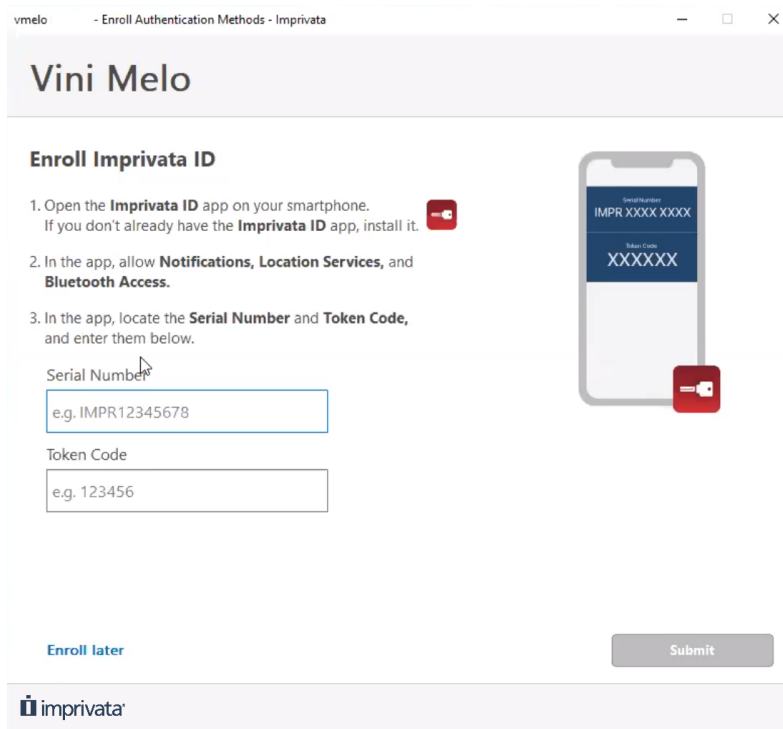 vmelo - Enroll Authentication Methods - Imprivata
Vini Melo
Enroll Imprivata ID
1. Open the Imprivata ID app on your smartphone.
If you don't already have the Imprivata ID app, install it.
2. In the app, allow Notifications, Location Services, and
Bluetooth Access.
3. In the app, locate the Serial Number and Token Code,
and enter them below.
Serial Number
e.g. IMPR12345678
Token Code
e.g. 123456
Serial Number
IMPR XXXX XXXX
Token Code
XXXXXX
Enroll later
Submit
imprivata